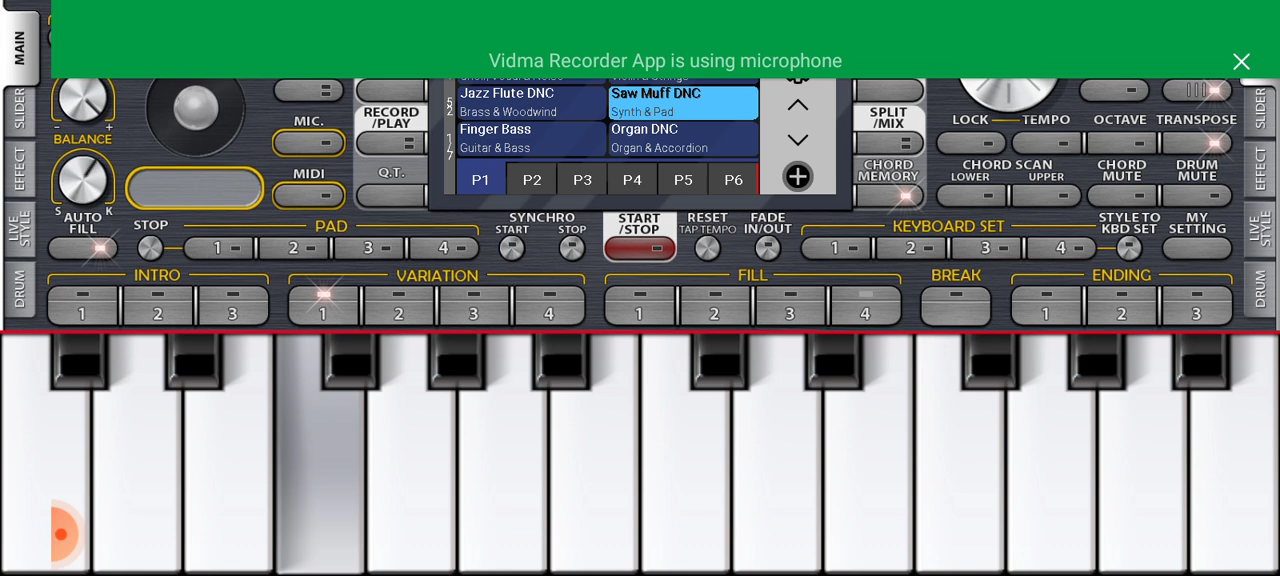 Vidma Recorder App is using microphone
MAIN
SLIDER
EFFECT
LIVE
STYLE
DRUM
BALANCE
- +
S K
AUTO
FILL
MIC.
MIDI
STOP
RECORD
/PLAY
Q.T.
Jazz Flute DNC
Brass & Woodwind
Saw Muff DNC
Synth & Pad
Finger Bass
Guitar & Bass
Organ DNC
Organ & Accordion
P1 P2 P3 P4 P5 P6
SPLIT
/MIX
CHORD
MEMORY
LOCK TEMPO OCTAVE TRANSPOSE
CHORD SCAN
LOWER UPPER
CHORD
MUTE
DRUM
MUTE
PAD
1 2 3 4
SYNCHRO
START STOP
START
/STOP
RESET
TAP TEMPO
FADE
IN/OUT
KEYBOARD SET
1 2 3 4
STYLE TO
KBD SET
MY
SETTING
INTRO
1 2 3
VARIATION
1 2 3 4
FILL
1 2 3 4
BREAK
ENDING
1 2 3
SLIDER
EFFECT
LIVE
STYLE
DRUM